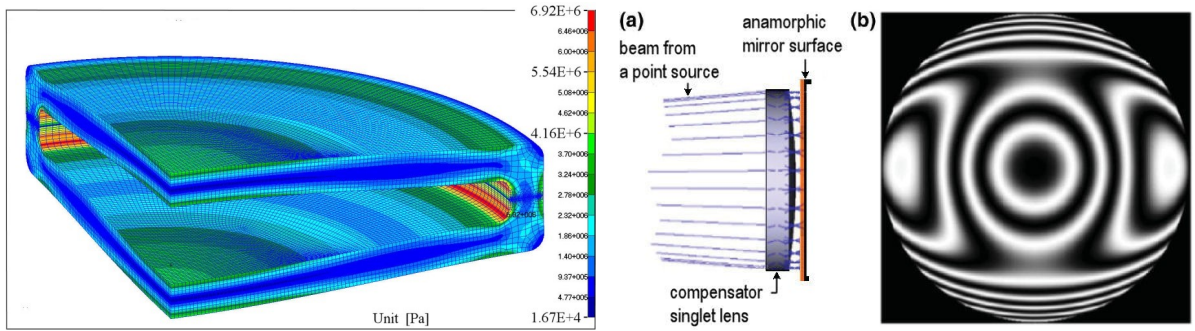 6.92E+6
6.46E+006
6.00E+006
5.54E+6
5.08E+006
4.62E+006
4.16E+6
3.70E+006
3.24E+006
2.78E+006
2.32E+006
1.86E+006
1.40E+006
9.37E+005
4.77E+005
1.67E+4
Unit [Pa]
(a)
anamorphic
mirror surface
beam from
a point source
compensator
singlet lens
(b)